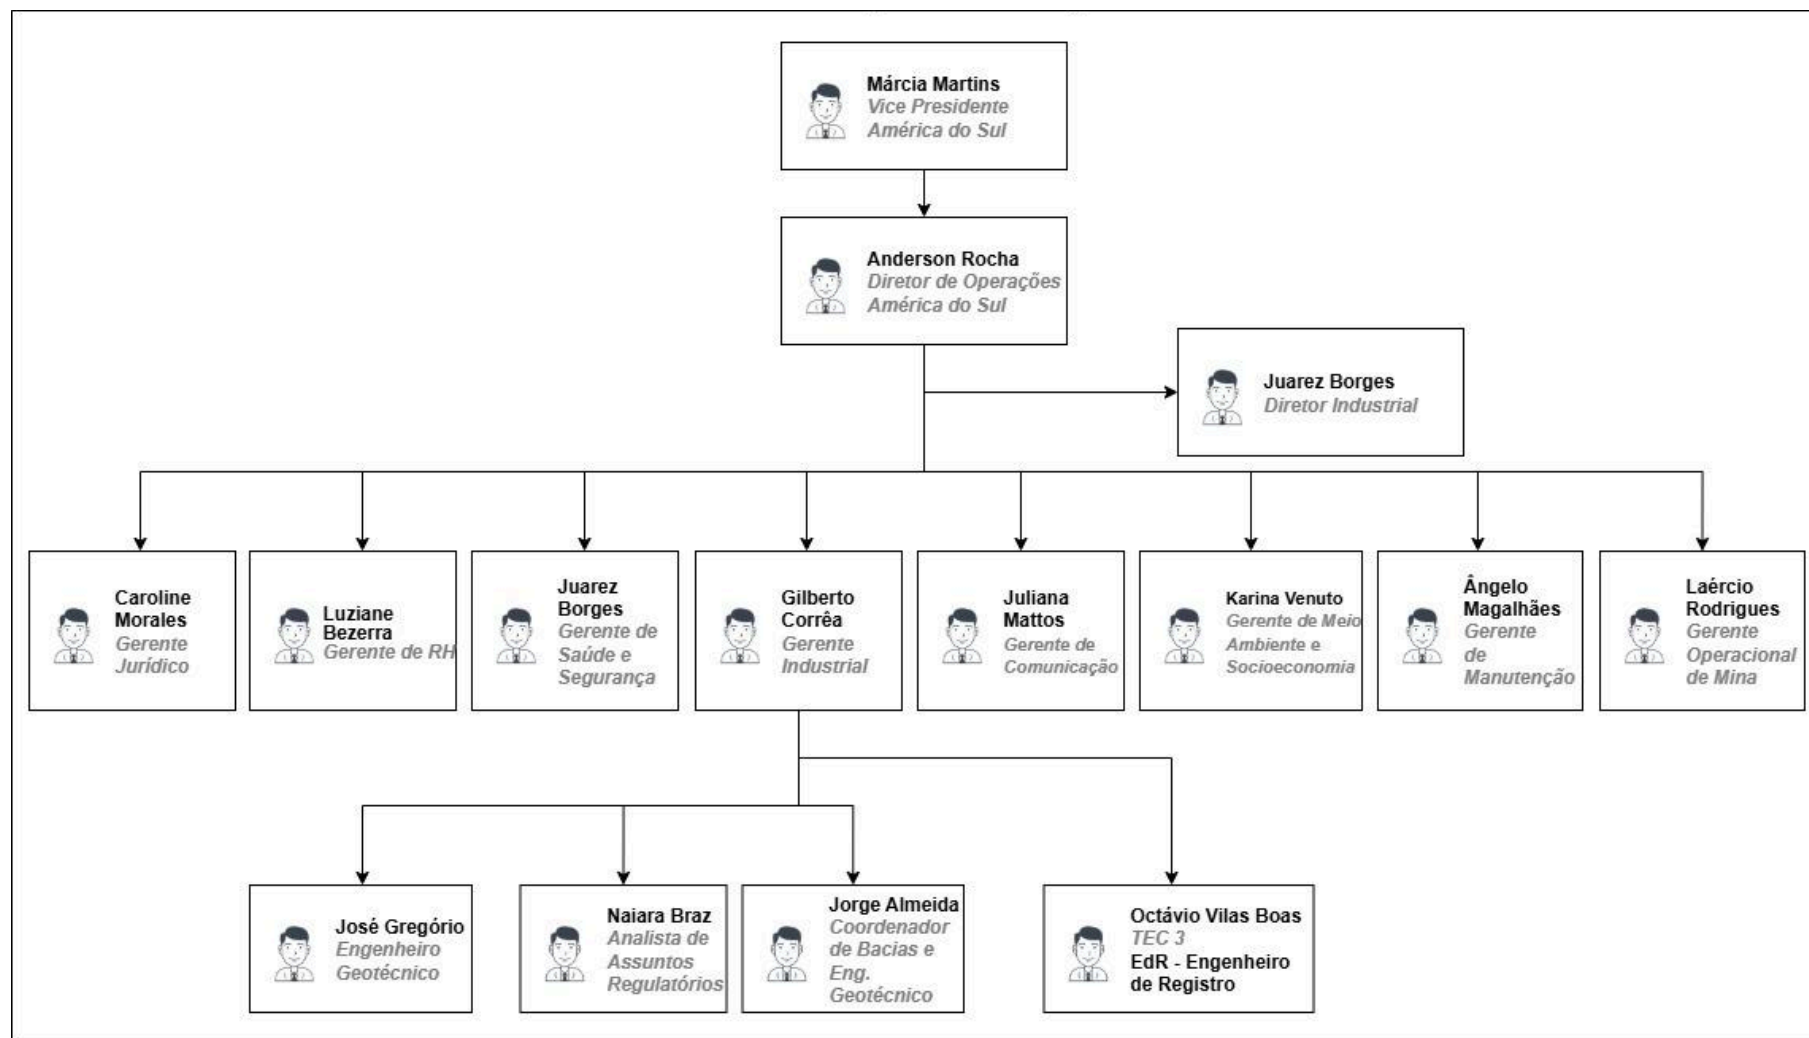 Márcia Martins
Vice Presidente
América do Sul
Anderson Rocha
Diretor de Operações
América do Sul
Juarez Borges
Diretor Industrial
Caroline
Morales
Gerente
Jurídico
Luziane
Bezerra
Gerente de RH
Juarez
Borges
Gerente de
Saúde e
Segurança
Gilberto
Corrêa
Gerente
Industrial
Juliana
Mattos
Gerente de
Comunicação
Karina Venuto
Gerente de Meio
Ambiente e
Socioeconomia
Ângelo
Magalhães
Gerente
de
Manutenção
Laércio
Rodrigues
Gerente
Operacional
de Mina
José Gregório
Engenheiro
Geotécnico
Naiara Braz
Analista de
Assuntos
Regulatórios
Jorge Almeida
Coordenador
de Bacias e
Eng.
Geotécnico
Octávio Vilas Boas
TEC 3
EdR - Engenheiro
de Registro